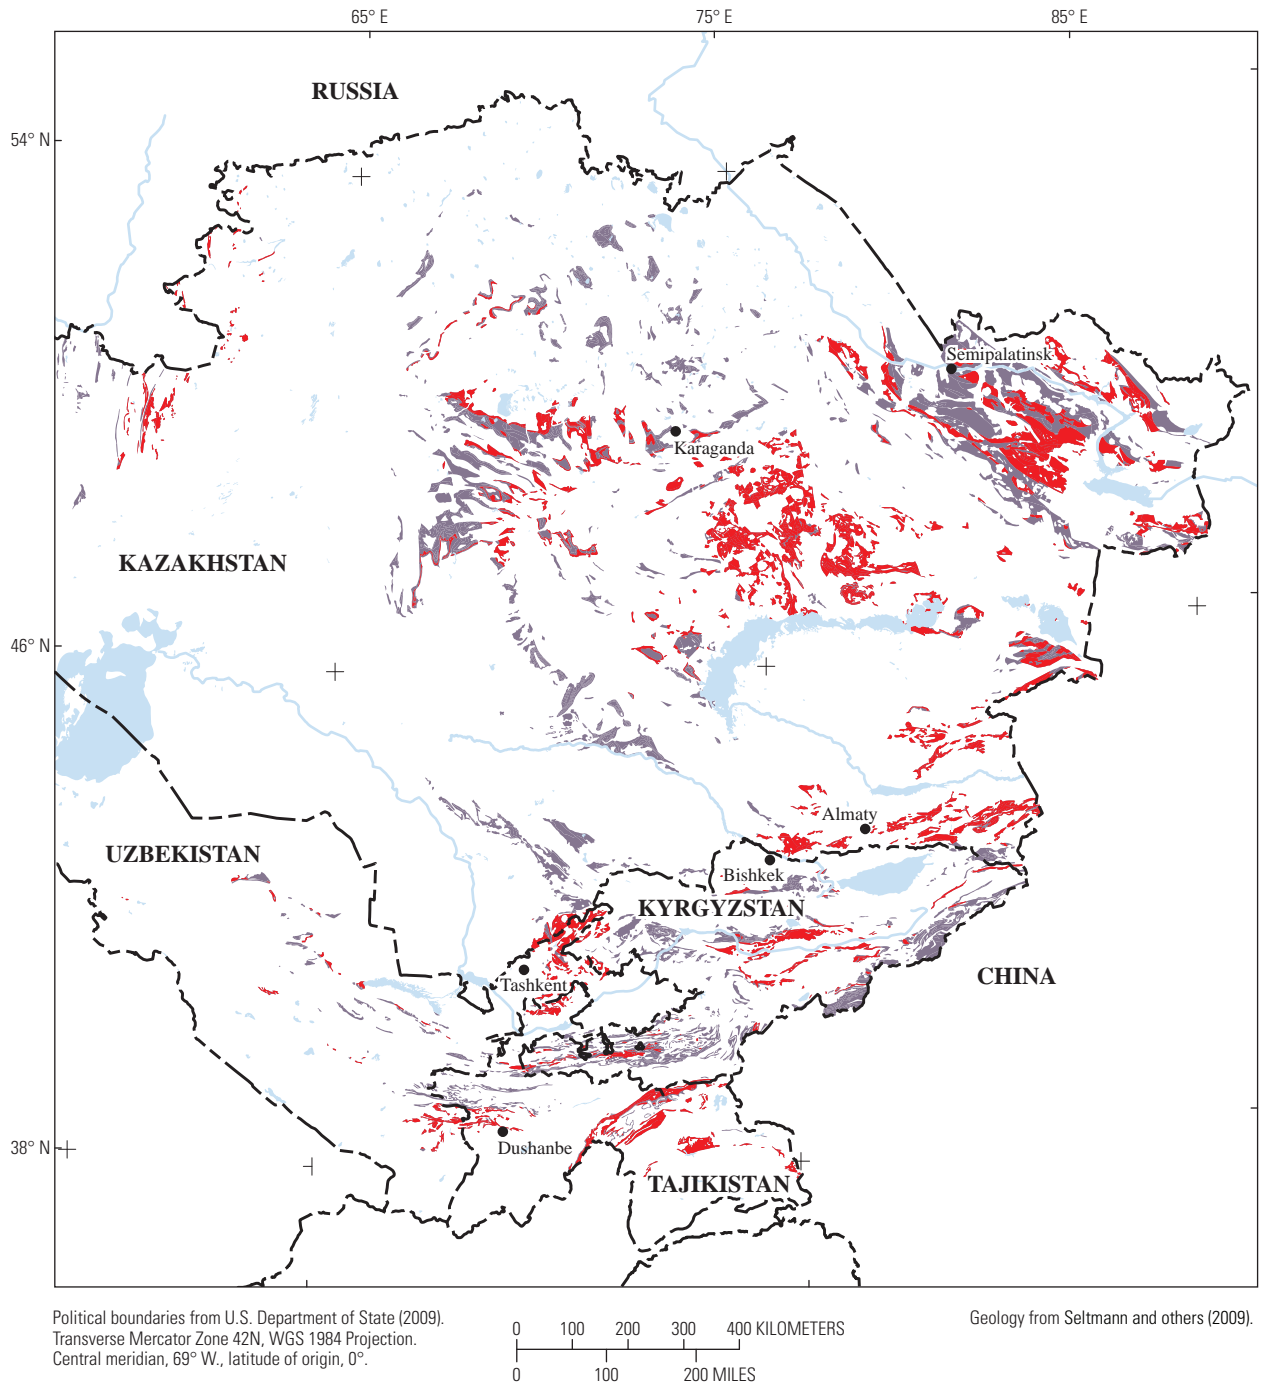 65° E
75° E
85° E
RUSSIA
54° N
Semipalatinsk
Karaganda
KAZAKHSTAN
46° N
Almaty
UZBEKISTAN
Bishkek
KYRGYZSTAN
CHINA
Tashkent
Dushanbe
38° N
TAJIKISTAN
Political boundaries from U.S. Department of State (2009).
Transverse Mercator Zone 42N, WGS 1984 Projection.
Central meridian, 69° W., latitude of origin, 0°.
0 100 200 300 400 KILOMETERS
0 100 200 MILES
Geology from Seltmann and others (2009).